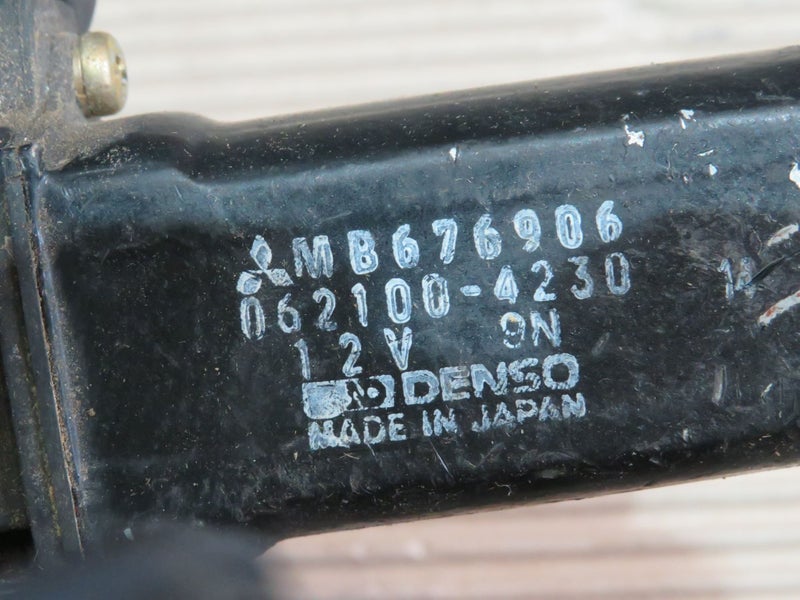 MB676906
062100-4230
12V 9N
DENSO
MADE IN JAPAN